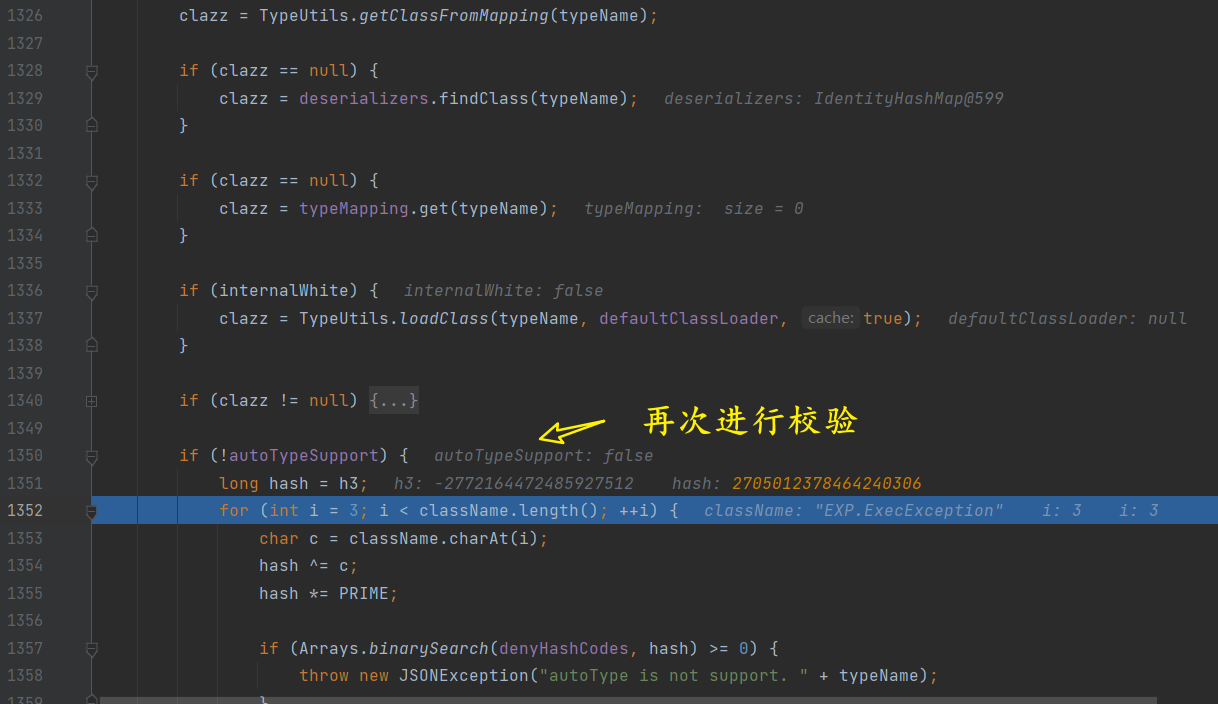 1326 clazz = TypeUtils.getClassFromMapping(typeName);
1327
1328 if (clazz == null) {
1329 clazz = deserializers.findClass(typeName); deserializers: IdentityHashMap@599
1330 }
1331
1332 if (clazz == null) {
1333 clazz = typeMapping.get(typeName); typeMapping: size = 0
1334 }
1335
1336 if (internalWhite) { internalWhite: false
1337 clazz = TypeUtils.loadClass(typeName, defaultClassLoader, cache: true); defaultClassLoader: null
1338 }
1339
1340 if (clazz != null) {...}
再次进行校验
1349
1350 if (!autoTypeSupport) { autoTypeSupport: false
1351 long hash = h3; h3: -2772164472485927512 hash: 2705012378464240306
1352 for (int i = 3; i < className.length(); ++i) { className: "EXP.ExecException" i: 3 i: 3
1353 char c = className.charAt(i);
1354 hash ^= c;
1355 hash *= PRIME;
1356
1357 if (Arrays.binarySearch(denyHashCodes, hash) >= 0) {
1358 throw new JSONException("autoType is not support. " + typeName);
1359 }